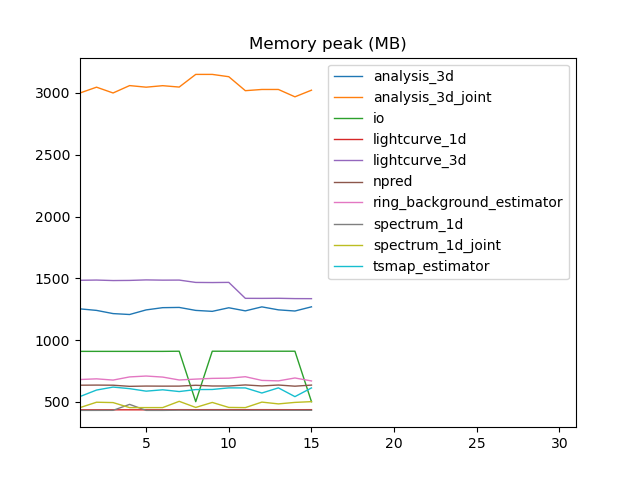 Memory peak (MB)
3000
2500
2000
1500
1000
500
5
10
15
20
25
30
analysis_3d
analysis_3d_joint
io
lightcurve_1d
lightcurve_3d
npred
ring_background_estimator
spectrum_1d
spectrum_1d_joint
tsmap_estimator